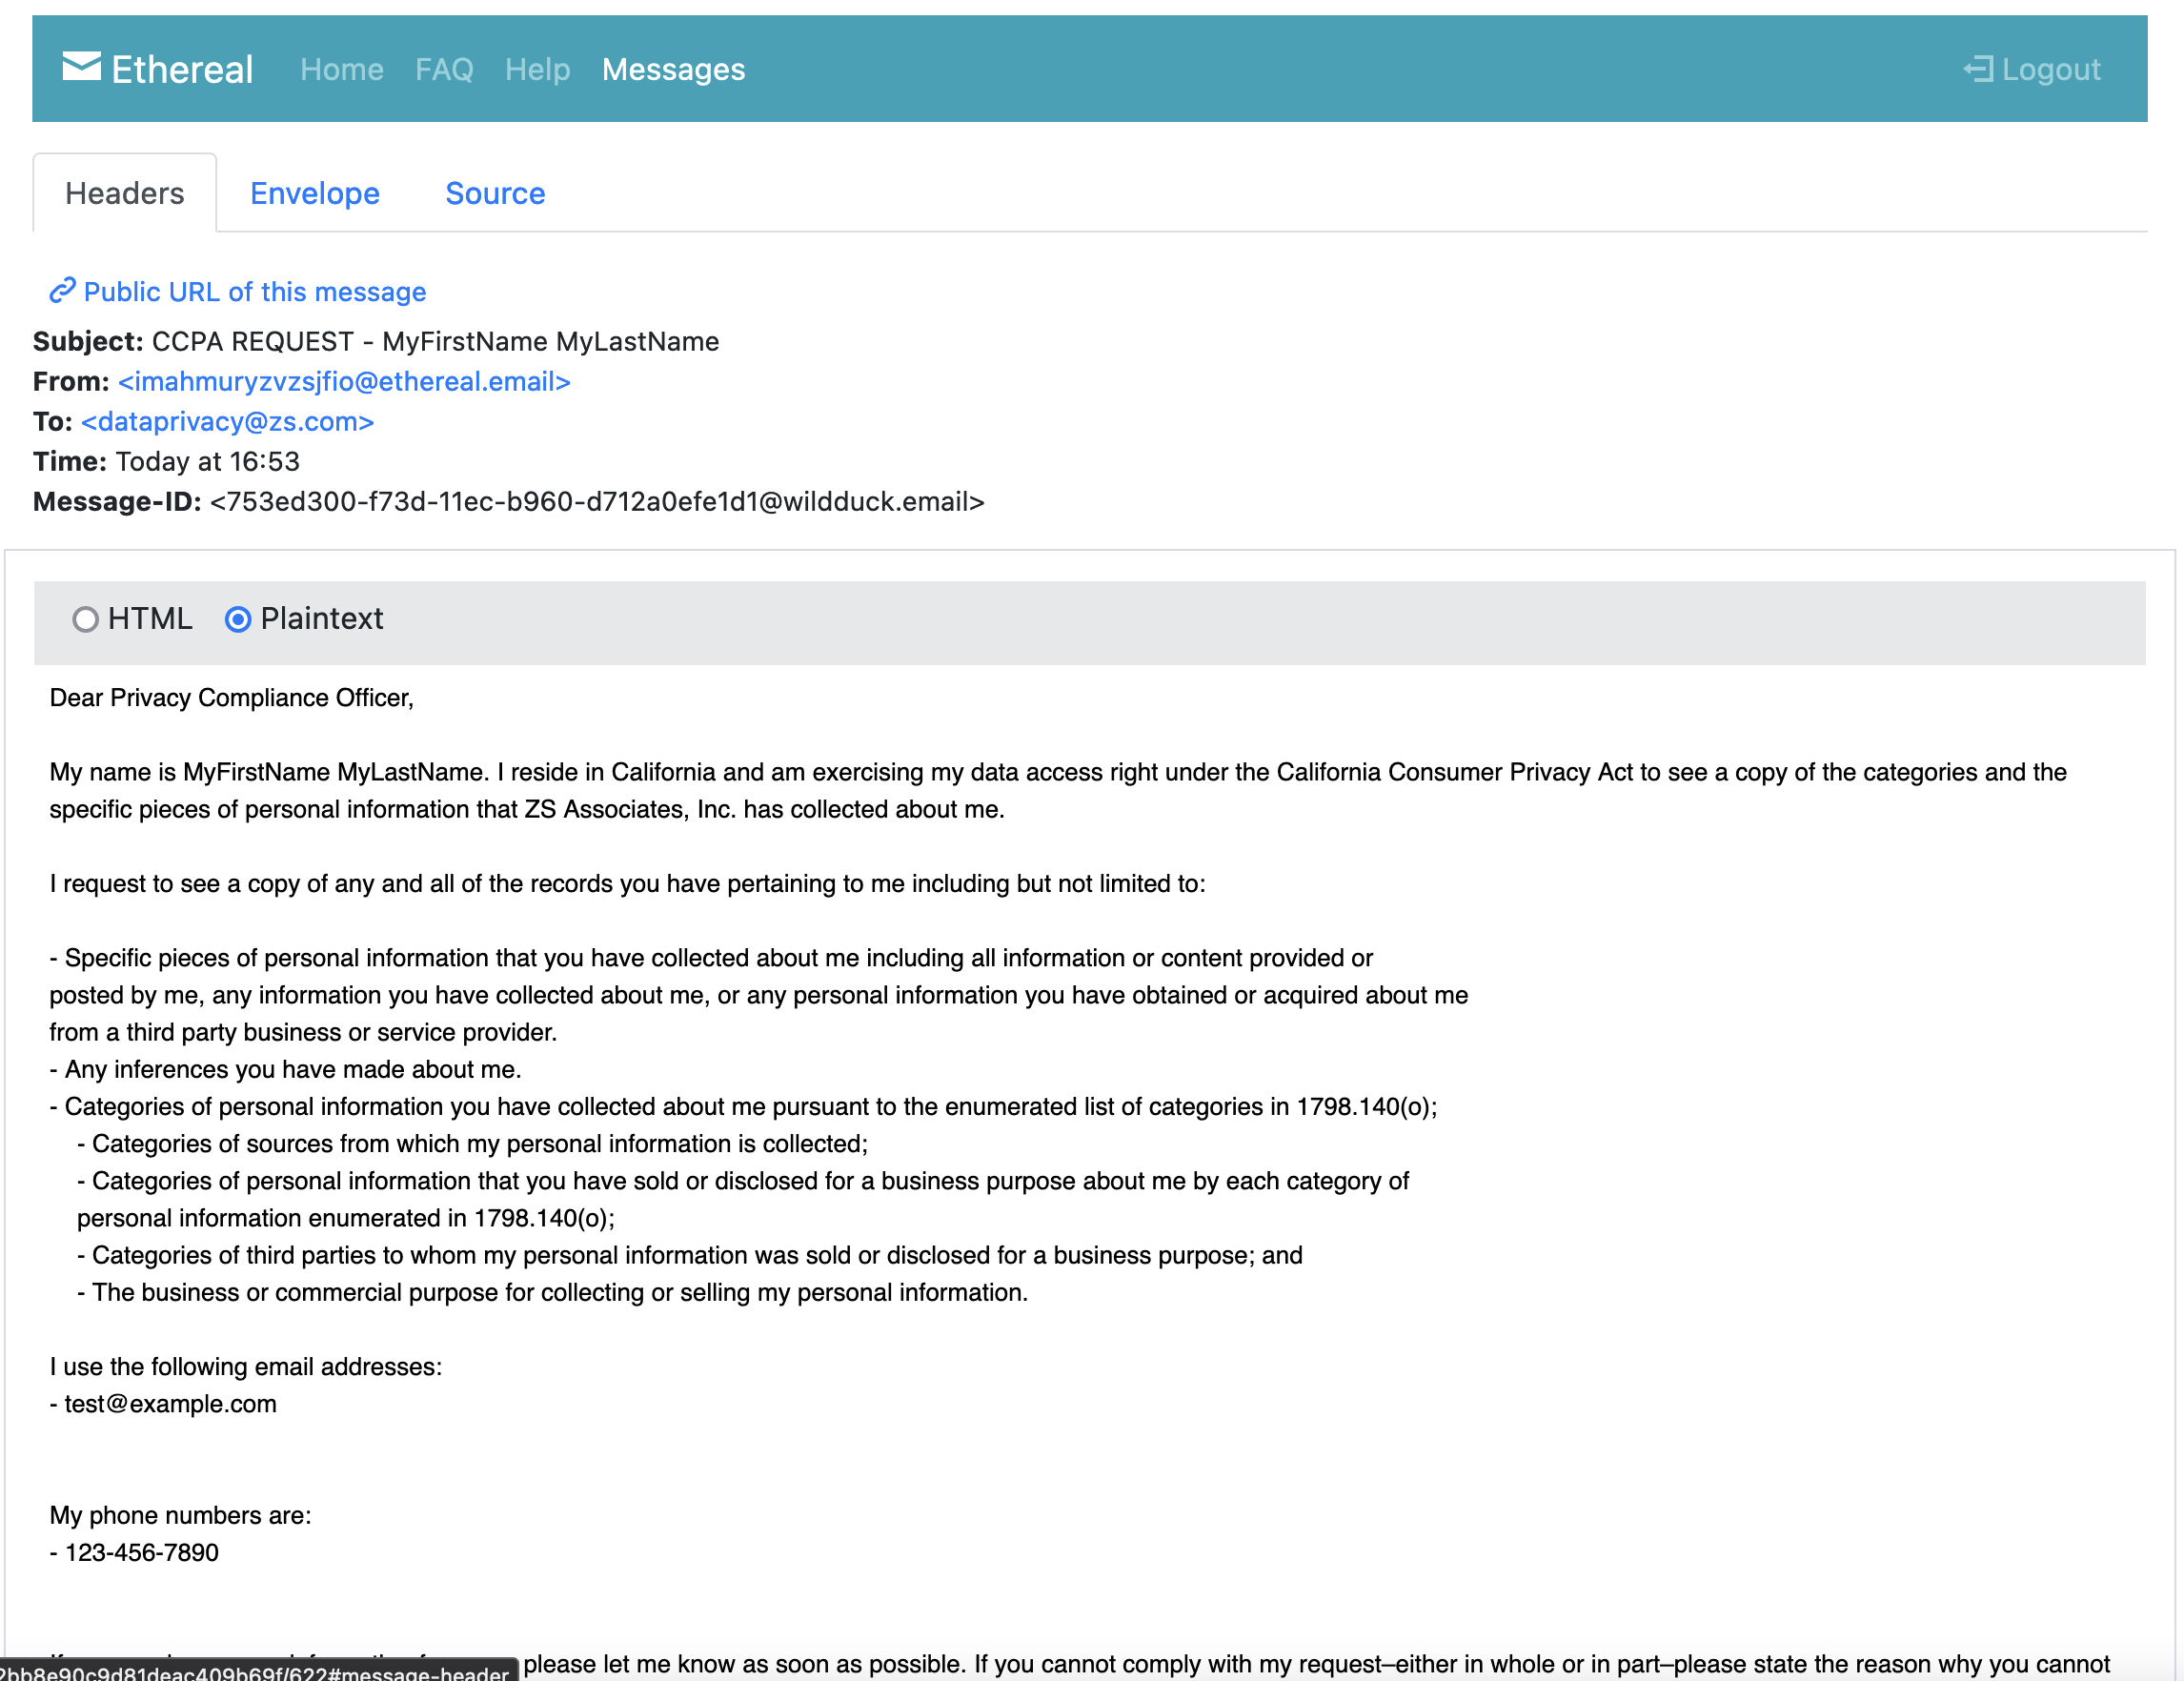 Ethereal Home FAQ Help Messages Logout
Headers Envelope Source
Public URL of this message
Subject: CCPA REQUEST - MyFirstName MyLastName
From: <imahmuryzvzsjfio@ethereal.email>
To: <dataprivacy@zs.com>
Time: Today at 16:53
Message-ID: <753ed300-f73d-11ec-b960-d712a0efe1d1@wildduck.email>
HTML Plaintext
Dear Privacy Compliance Officer,
My name is MyFirstName MyLastName. I reside in California and am exercising my data access right under the California Consumer Privacy Act to see a copy of the categories and the
specific pieces of personal information that ZS Associates, Inc. has collected about me.
I request to see a copy of any and all of the records you have pertaining to me including but not limited to:
- Specific pieces of personal information that you have collected about me including all information or content provided or
posted by me, any information you have collected about me, or any personal information you have obtained or acquired about me
from a third party business or service provider.
- Any inferences you have made about me.
- Categories of personal information you have collected about me pursuant to the enumerated list of categories in 1798.140(o);
- Categories of sources from which my personal information is collected;
- Categories of personal information that you have sold or disclosed for a business purpose about me by each category of
personal information enumerated in 1798.140(o);
- Categories of third parties to whom my personal information was sold or disclosed for a business purpose; and
- The business or commercial purpose for collecting or selling my personal information.
I use the following email addresses:
- test@example.com
My phone numbers are:
- 123-456-7890
please let me know as soon as possible. If you cannot comply with my request–either in whole or in part–please state the reason why you cannot
2bb8e90c9d81deac409b69f/622#message-header